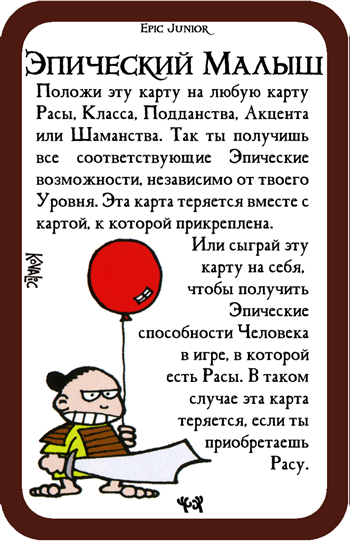 Epic Junior
Эпический Малыш
Положи эту карту на любую карту
Расы, Класса, Подданства, Акцента
или Шаманства. Так ты получишь
все соответствующие Эпические
возможности, независимо от твоего
Уровня. Эта карта теряется вместе с
картой, к которой прикреплена.
Или сыграй эту
карту на себя,
чтобы получить
Эпические
способности Человека
в игре, в которой
есть Расы. В таком
случае эта карта
теряется, если ты
приобретаешь
Расу.
Kovalic